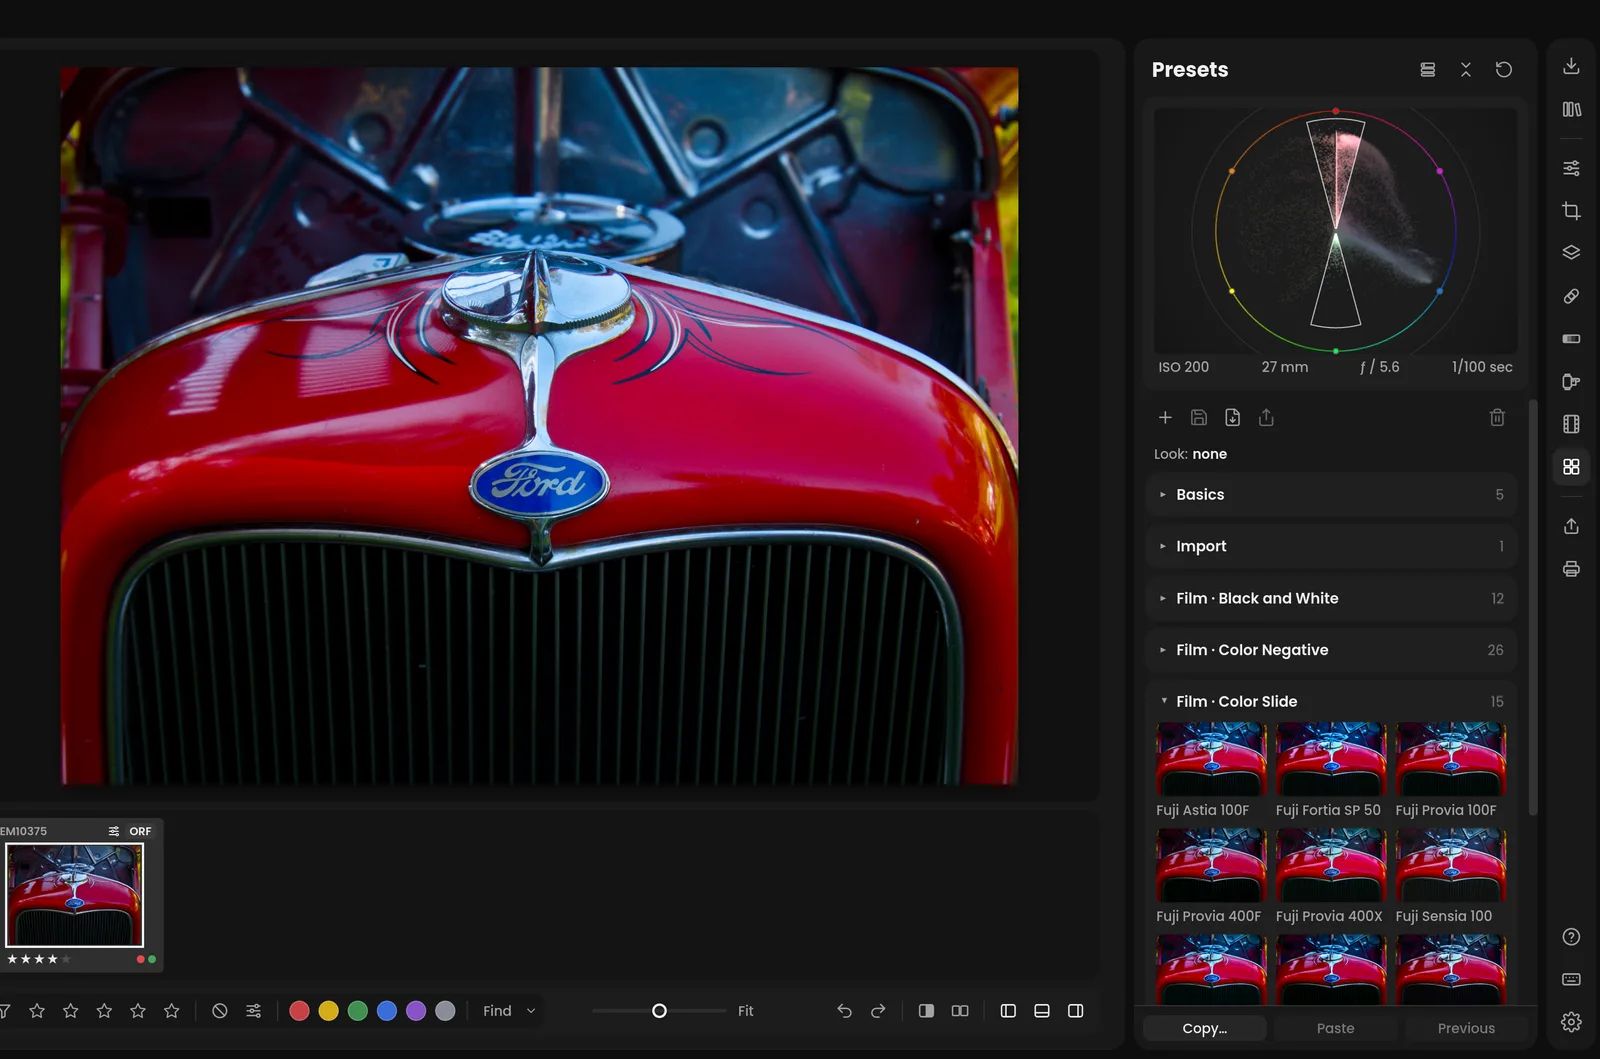 Presets
Ford
ISO 200 27 mm ƒ / 5.6 1/100 sec
Look: none
Basics 5
Import 1
Film · Black and White 12
Film · Color Negative 26
Film · Color Slide 15
Fuji Astia 100F Fuji Fortia SP 50 Fuji Provia 100F
Fuji Provia 400F Fuji Provia 400X Fuji Sensia 100
EM10375 ORF
Find Fit
Copy... Paste Previous